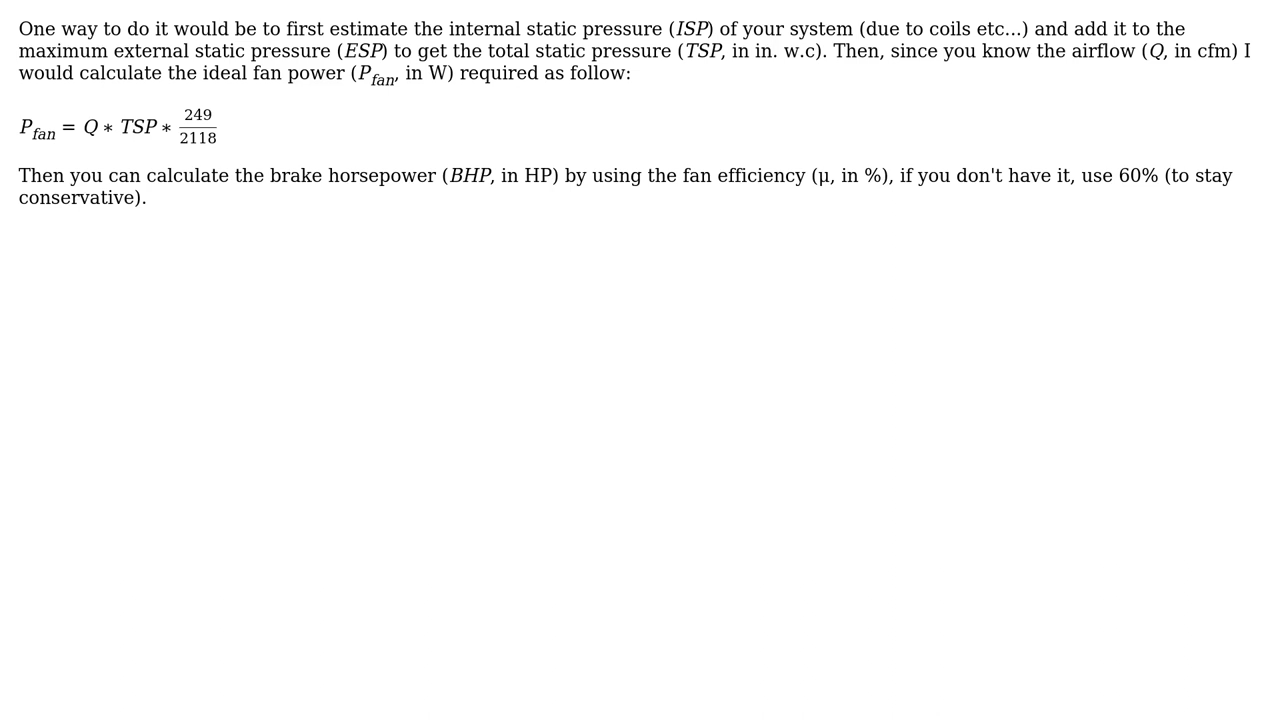 One way to do it would be to first estimate the internal static pressure (ISP) of your system (due to coils etc...) and add it to the
maximum external static pressure (ESP) to get the total static pressure (TSP, in in. w.c). Then, since you know the airflow (Q, in cfm) I
would calculate the ideal fan power (P_fan, in W) required as follow:
P_fan = Q * TSP * 249/2118
Then you can calculate the brake horsepower (BHP, in HP) by using the fan efficiency (μ, in %), if you don't have it, use 60% (to stay
conservative).